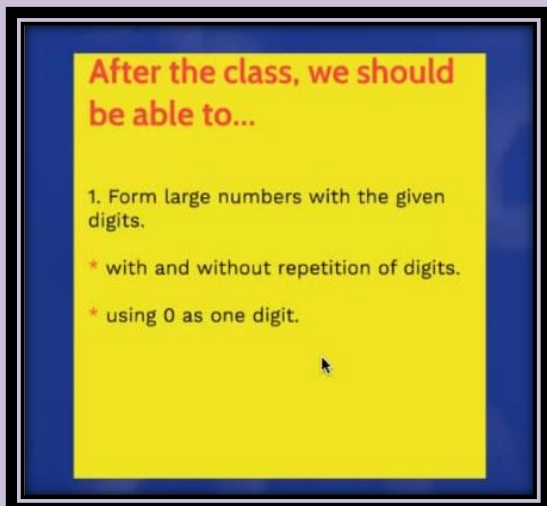 After the class, we should
be able to...
1. Form large numbers with the given
digits.
* with and without repetition of digits.
* using 0 as one digit.